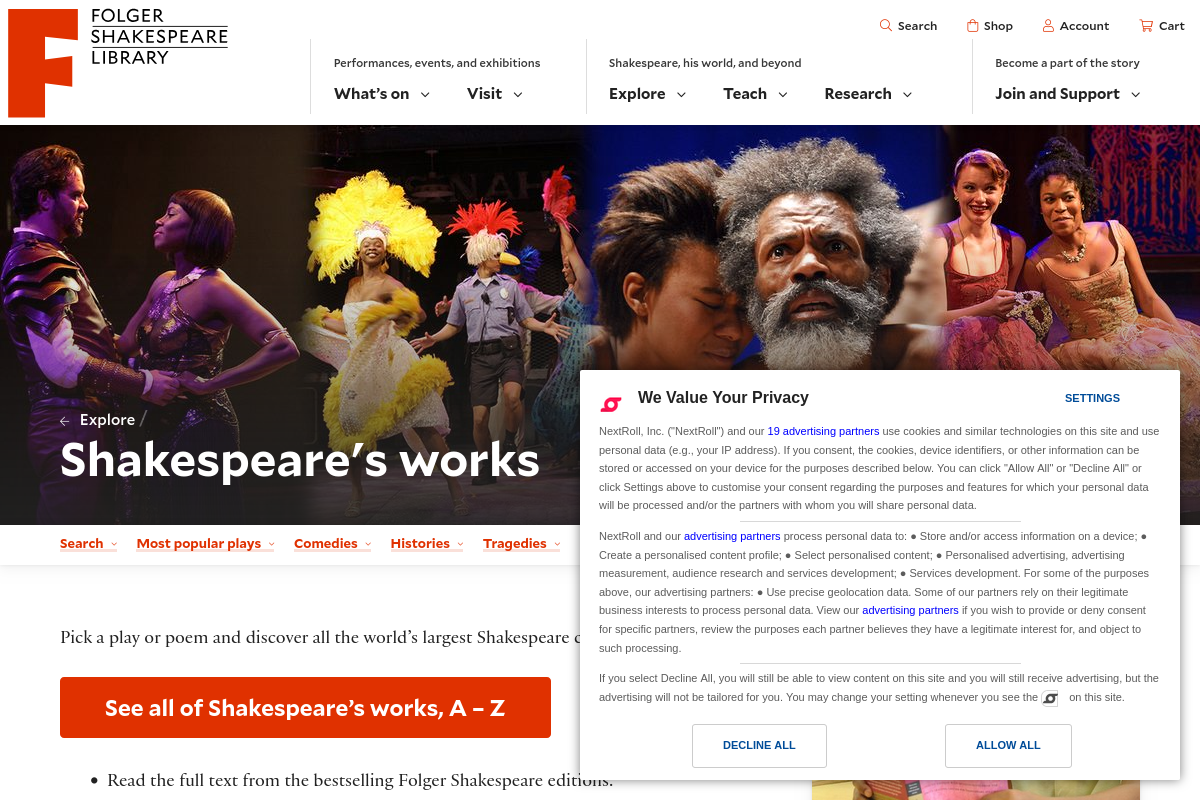 FOLGER
SHAKESPEARE
LIBRARY
Search
Shop
Account
Cart
Performances, events, and exhibitions
What's on
Visit
Shakespeare, his world, and beyond
Explore
Teach
Research
Become a part of the story
Join and Support
Explore /
Shakespeare's works
Search
Most popular plays
Comedies
Histories
Tragedies
Pick a play or poem and discover all the world's largest Shakespeare
See all of Shakespeare's works, A – Z
• Read the full text from the bestselling Folger Shakespeare editions.
We Value Your Privacy
SETTINGS
NextRoll, Inc. ("NextRoll") and our 19 advertising partners use cookies and similar technologies on this site and use
personal data (e.g., your IP address). If you consent, the cookies, device identifiers, or other information can be
stored or accessed on your device for the purposes described below. You can click "Allow All" or "Decline All" or
click Settings above to customise your consent regarding the purposes and features for which your personal data
will be processed and/or the partners with whom you will share personal data.
NextRoll and our advertising partners process personal data to: ● Store and/or access information on a device; ●
Create a personalised content profile; ● Select personalised content; ● Personalised advertising, advertising
measurement, audience research and services development; ● Services development. For some of the purposes
above, our advertising partners: ● Use precise geolocation data. Some of our partners rely on their legitimate
business interests to process personal data. View our advertising partners if you wish to provide or deny consent
for specific partners, review the purposes each partner believes they have a legitimate interest for, and object to
such processing.
If you select Decline All, you will still be able to view content on this site and you will still receive advertising, but the
advertising will not be tailored for you. You may change your setting whenever you see the on this site.
DECLINE ALL
ALLOW ALL